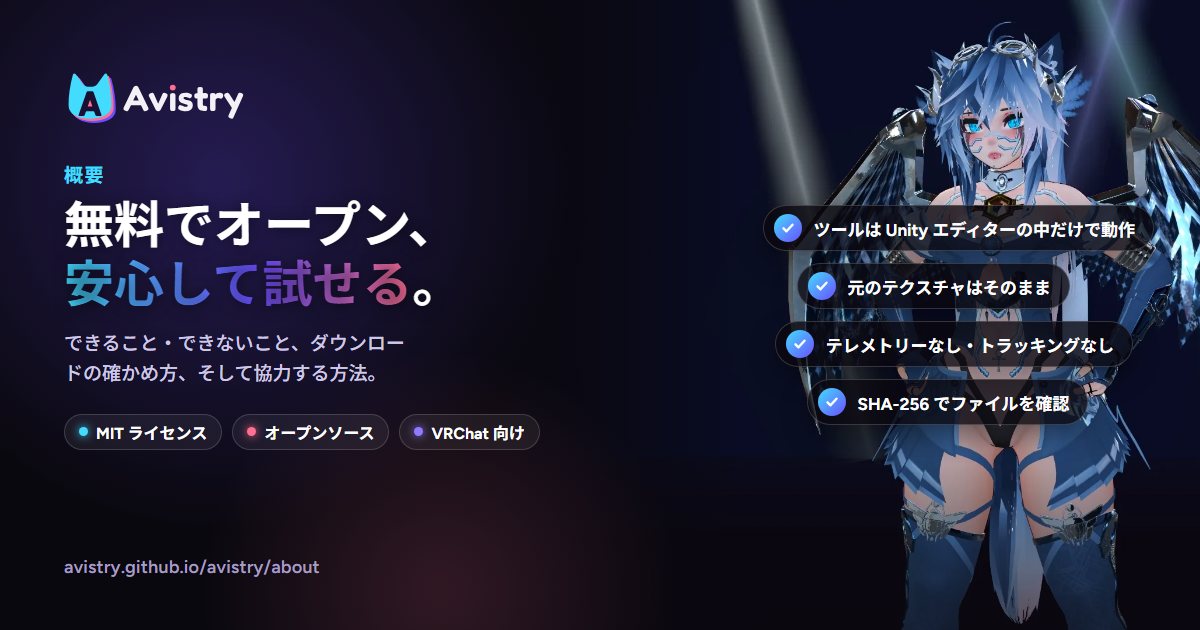 Avistry
概要
無料でオープン、
安心して試せる。
できること・できないこと、ダウンロー
ドの確かめ方、そして協力する方法。
MIT ライセンス
オープンソース
VRChat 向け
avistry.github.io/avistry/about
ツールは Unity エディターの中だけで動作
元のテクスチャはそのまま
テレメトリーなし・トラッキングなし
SHA-256 でファイルを確認